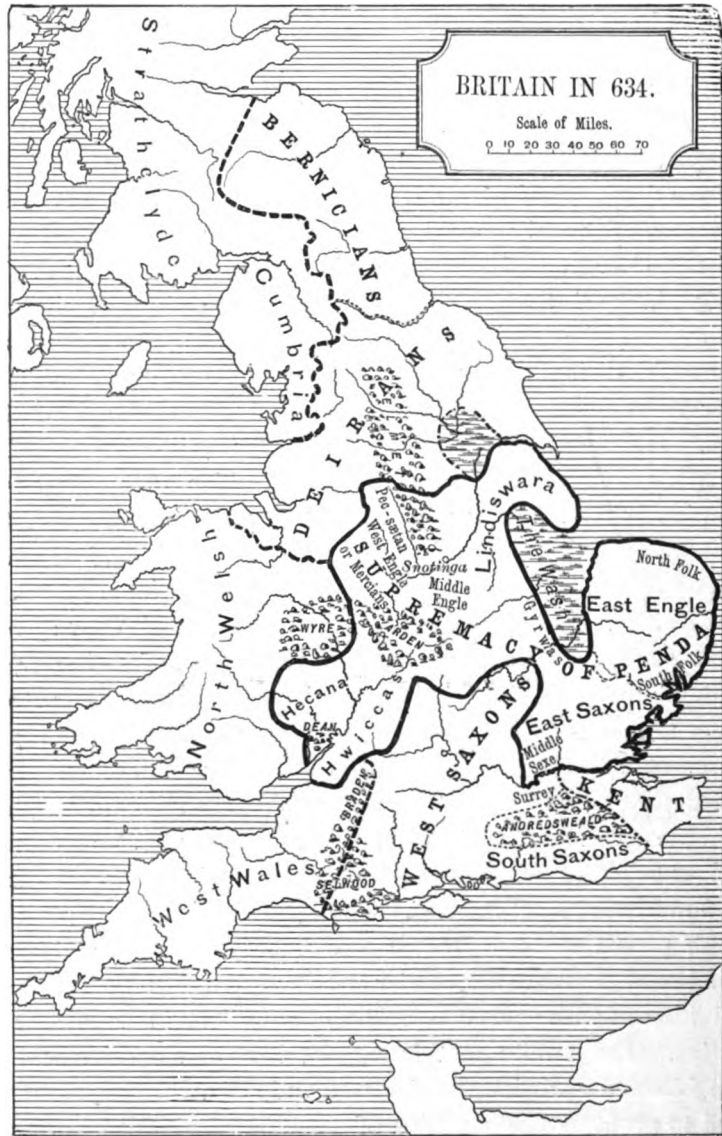 BRITAIN IN 634.
Scale of Miles.
0 10 20 30 40 50 60 70
Strathclyde
BERNICIANS
Cumbria
DEIRANS
ELMET
Lindiswara
Pec-sætan
West Engle
or Mercians
Snotinga
Middle
Engle
The Wash
Gyrwas
North Folk
East Engle
South Folk
SUPREMACY OF PENDA
North Welsh
WYRE
ARDEN
Hecana
DEAN
Hwiccas
East Saxons
Middle
Sexe
WEST SAXONS
Surrey
KENT
ANDREDSWEALD
South Saxons
BRADEN
SELWOOD
West Wales